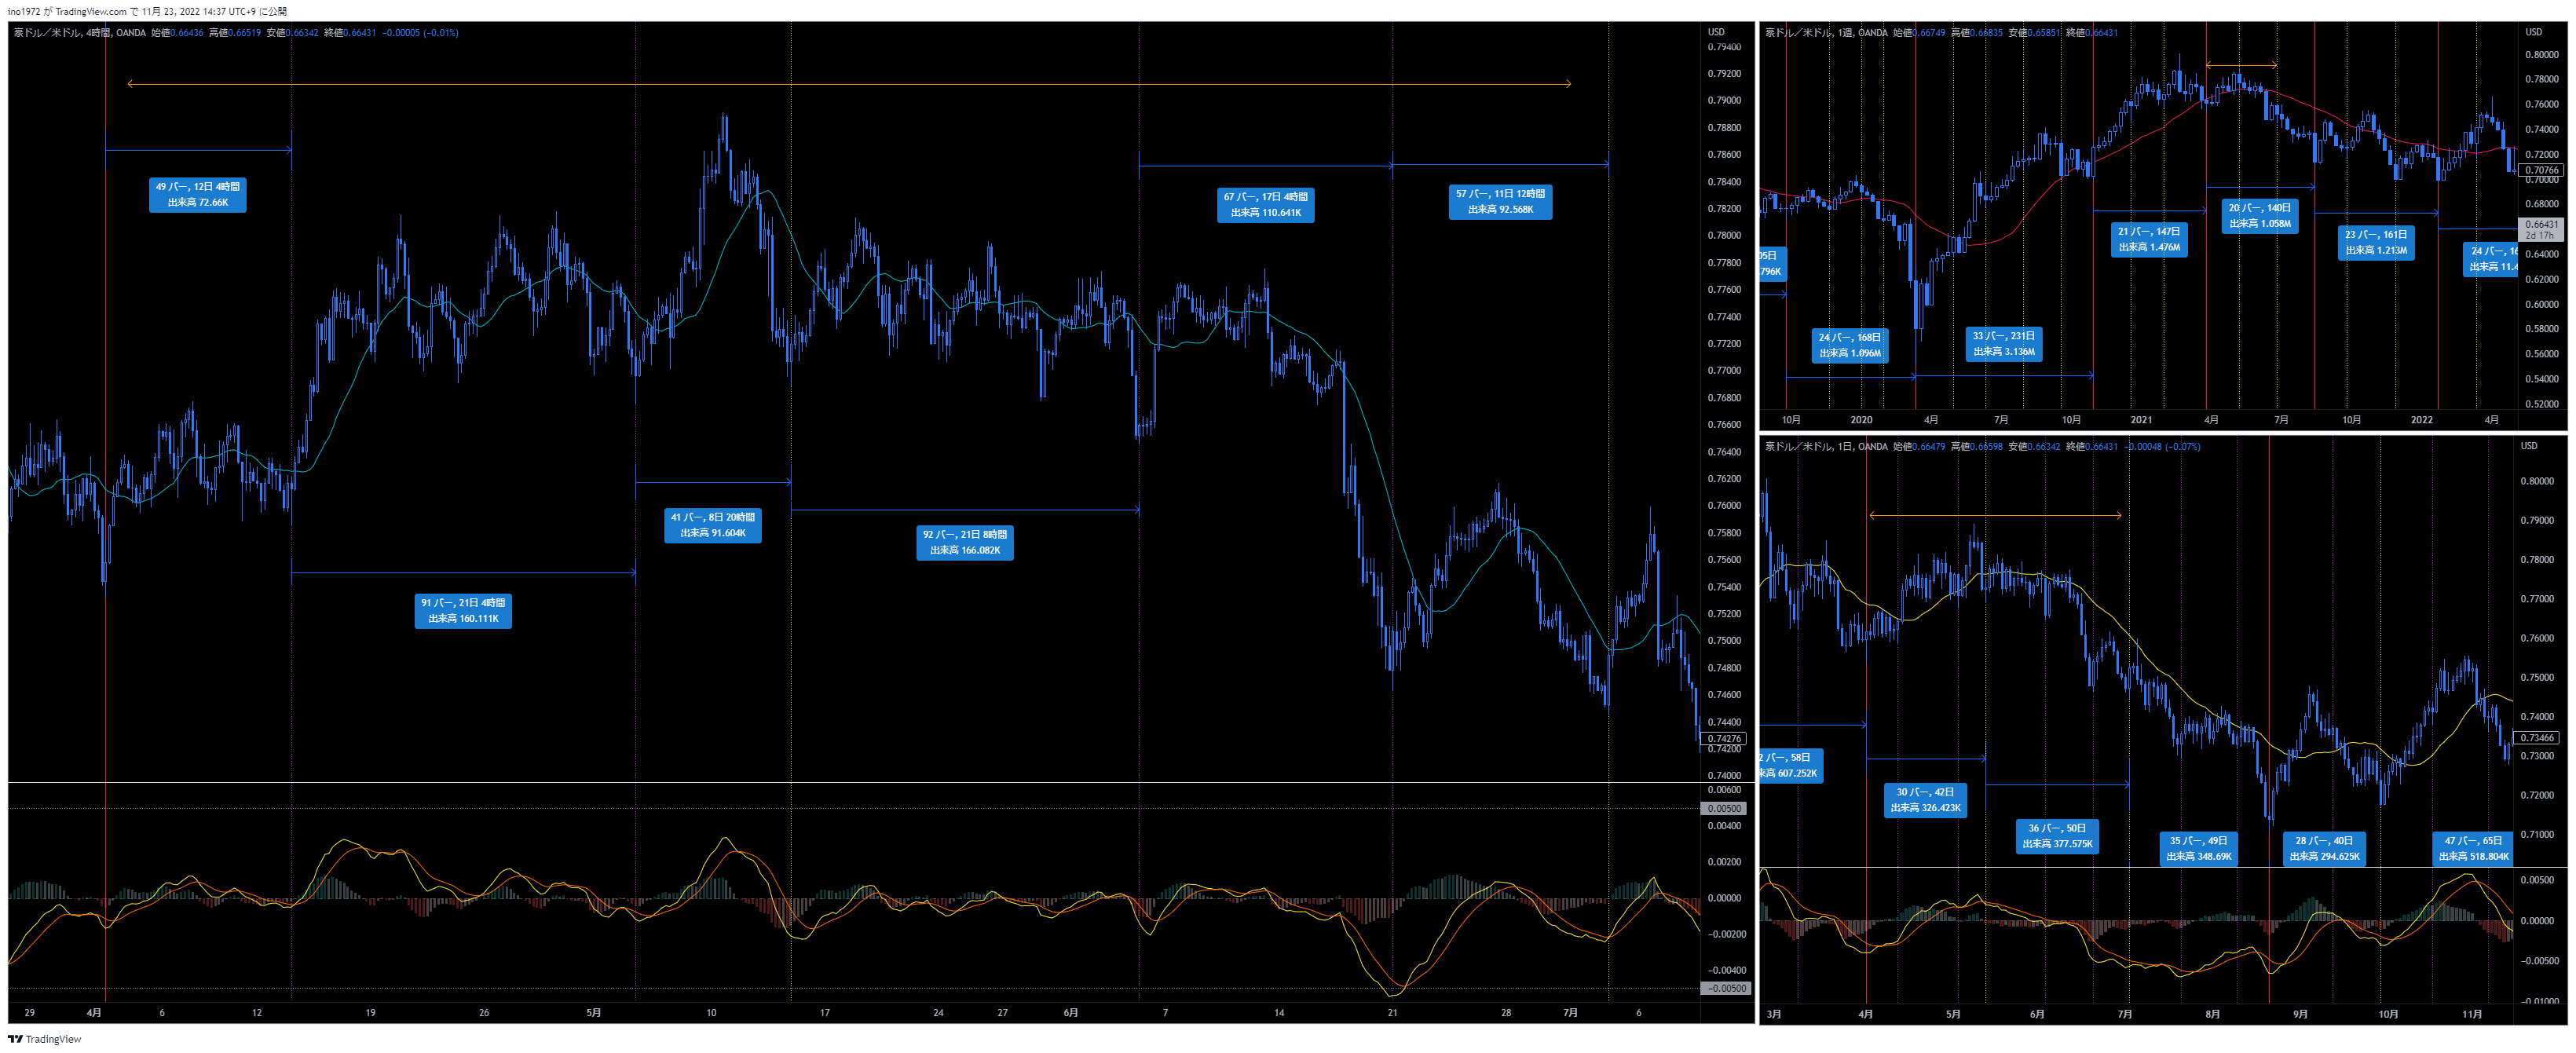 ino1972 が TradingView.com で 11月 23, 2022 14:37 UTC+9 に公開
豪ドル／米ドル, 4時間, OANDA 始値0.66436 高値0.66519 安値0.66342 終値0.66431 −0.00005 (−0.01%)
USD
0.79400
0.79200
0.79000
0.78800
0.78600
0.78400
0.78200
0.78000
0.77800
0.77600
0.77400
0.77200
0.77000
0.76800
0.76600
0.76400
0.76200
0.76000
0.75800
0.75600
0.75400
0.75200
0.75000
0.74800
0.74600
0.74400
0.74276
0.74200
0.74000
49 バー, 12日 4時間
出来高 72.66K
67 バー, 17日 4時間
出来高 110.641K
57 バー, 11日 12時間
出来高 92.568K
41 バー, 8日 20時間
出来高 91.604K
92 バー, 21日 8時間
出来高 166.082K
91 バー, 21日 4時間
出来高 160.111K
0.00600
0.00500
0.00400
0.00200
0.00000
−0.00200
−0.00400
−0.00500
29 4月 6 12 19 26 5月 10 17 24 27 6月 7 14 21 28 7月 6
豪ドル／米ドル, 1週, OANDA 始値0.66749 高値0.66835 安値0.65851 終値0.66431
USD
0.80000
0.78000
0.76000
0.74000
0.72000
0.70766
0.70000
0.68000
0.66431
2d 17h
0.64000
0.62000
0.60000
0.58000
0.56000
0.54000
0.52000
05日
796K
24 バー, 168日
出来高 1.096M
33 バー, 231日
出来高 3.136M
21 バー, 147日
出来高 1.476M
20 バー, 140日
出来高 1.058M
23 バー, 161日
出来高 1.213M
24 バー, 16
出来高 11.4
10月 2020 4月 7月 10月 2021 4月 7月 10月 2022 4月
豪ドル／米ドル, 1日, OANDA 始値0.66479 高値0.66598 安値0.66342 終値0.66431 −0.00048 (−0.07%)
USD
0.80000
0.79000
0.78000
0.77000
0.76000
0.75000
0.74000
0.73466
0.73000
0.72000
0.71000
2 バー, 58日
来高 607.252K
30 バー, 42日
出来高 326.423K
36 バー, 50日
出来高 377.575K
35 バー, 49日
出来高 348.69K
28 バー, 40日
出来高 294.625K
47 バー, 65日
出来高 518.804K
0.00500
0.00000
−0.00500
−0.01000
3月 4月 5月 6月 7月 8月 9月 10月 11月
TradingView